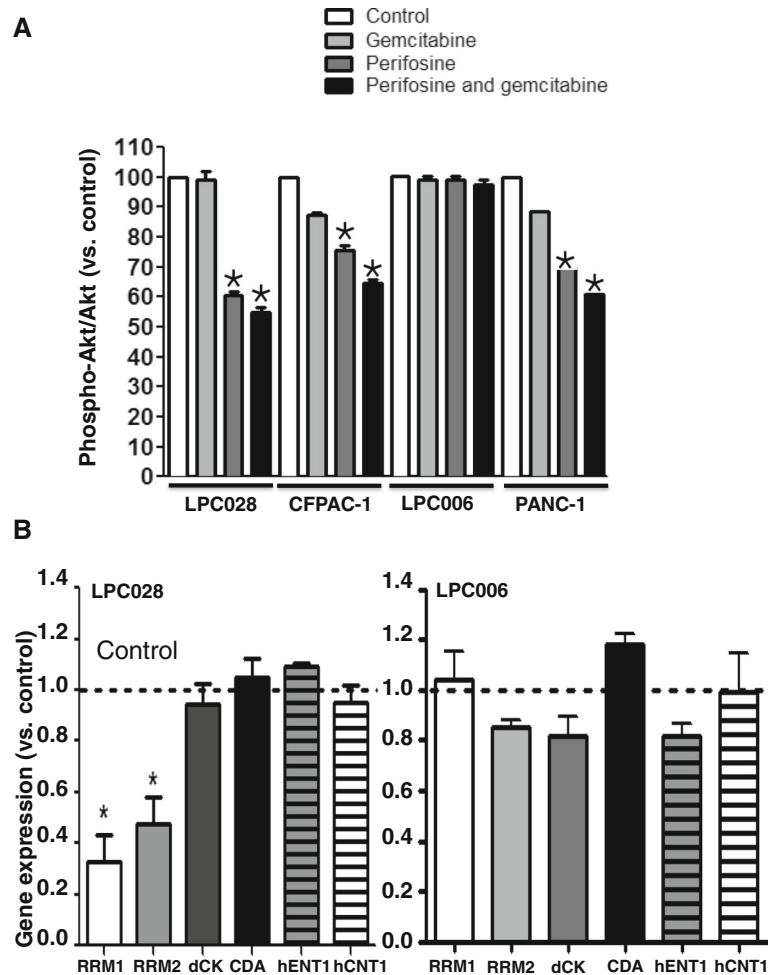 A
Control
Gemcitabine
Perifosine
Perifosine and gemcitabine
Phospho-Akt/Akt (vs. control)
110
100
90
80
70
60
50
40
30
20
10
0
*
*
*
*
*
*
LPC028
CFPAC-1
LPC006
PANC-1
B
Gene expression (vs. control)
1.4
1.2
1.0
0.8
0.6
0.4
0.2
0.0
LPC028
Control
*
*
RRM1 RRM2 dCK CDA hENT1 hCNT1
1.4
1.2
1.0
0.8
0.6
0.4
0.2
0.0
LPC006
RRM1 RRM2 dCK CDA hENT1 hCNT1